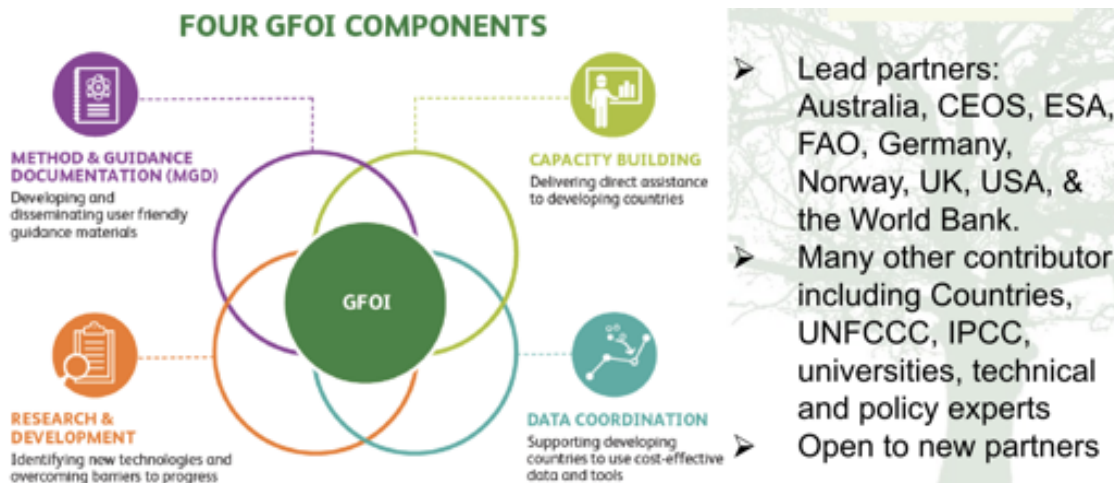 FOUR GFOI COMPONENTS
METHOD & GUIDANCE
DOCUMENTATION (MGD)
Developing and
disseminating user friendly
guidance materials
CAPACITY BUILDING
Delivering direct assistance
to developing countries
GFOI
RESEARCH &
DEVELOPMENT
Identifying new technologies and
overcoming barriers to progress
DATA COORDINATION
Supporting developing
countries to use cost-effective
data and tools
➢ Lead partners:
Australia, CEOS, ESA,
FAO, Germany,
Norway, UK, USA, &
the World Bank.
➢ Many other contributor
including Countries,
UNFCCC, IPCC,
universities, technical
and policy experts
➢ Open to new partners